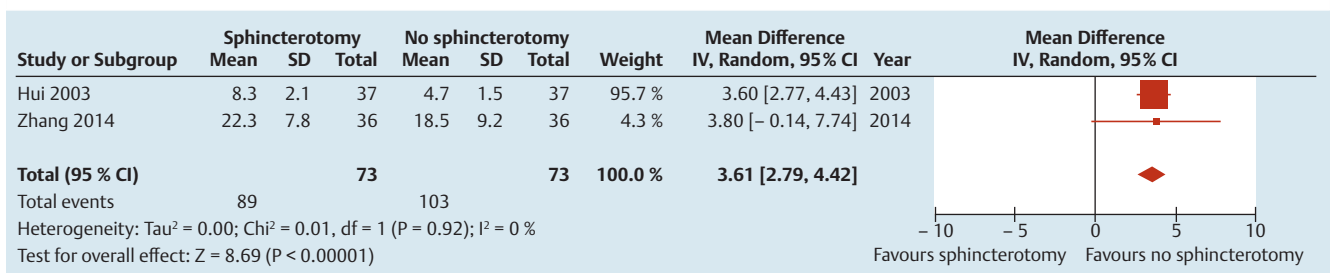 Sphincterotomy No sphincterotomy Mean Difference Mean Difference
Study or Subgroup Mean SD Total Mean SD Total Weight IV, Random, 95% CI Year IV, Random, 95% CI
Hui 2003 8.3 2.1 37 4.7 1.5 37 95.7 % 3.60 [2.77, 4.43] 2003
Zhang 2014 22.3 7.8 36 18.5 9.2 36 4.3 % 3.80 [– 0.14, 7.74] 2014
Total (95 % CI) 73 73 100.0 % 3.61 [2.79, 4.42]
Total events 89 103
Heterogeneity: Tau² = 0.00; Chi² = 0.01, df = 1 (P = 0.92); I² = 0 %
– 10 – 5 0 5 10
Test for overall effect: Z = 8.69 (P < 0.00001) Favours sphincterotomy Favours no sphincterotomy